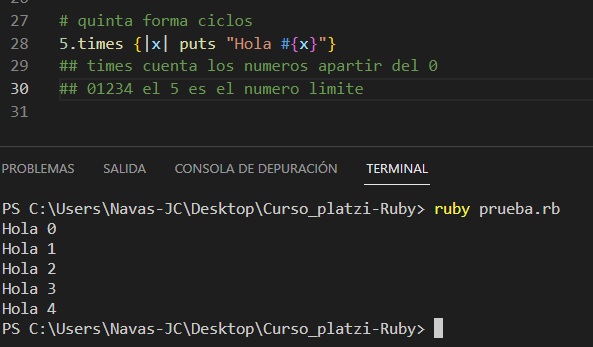 27 # quinta forma ciclos
28 5.times {|x| puts "Hola #{x}"}
29 ## times cuenta los numeros apartir del 0
30 ## 01234 el 5 es el numero limite
31
PROBLEMAS SALIDA CONSOLA DE DEPURACIÓN TERMINAL
PS C:\Users\Navas-JC\Desktop\Curso_platzi-Ruby> ruby prueba.rb
Hola 0
Hola 1
Hola 2
Hola 3
Hola 4
PS C:\Users\Navas-JC\Desktop\Curso_platzi-Ruby>